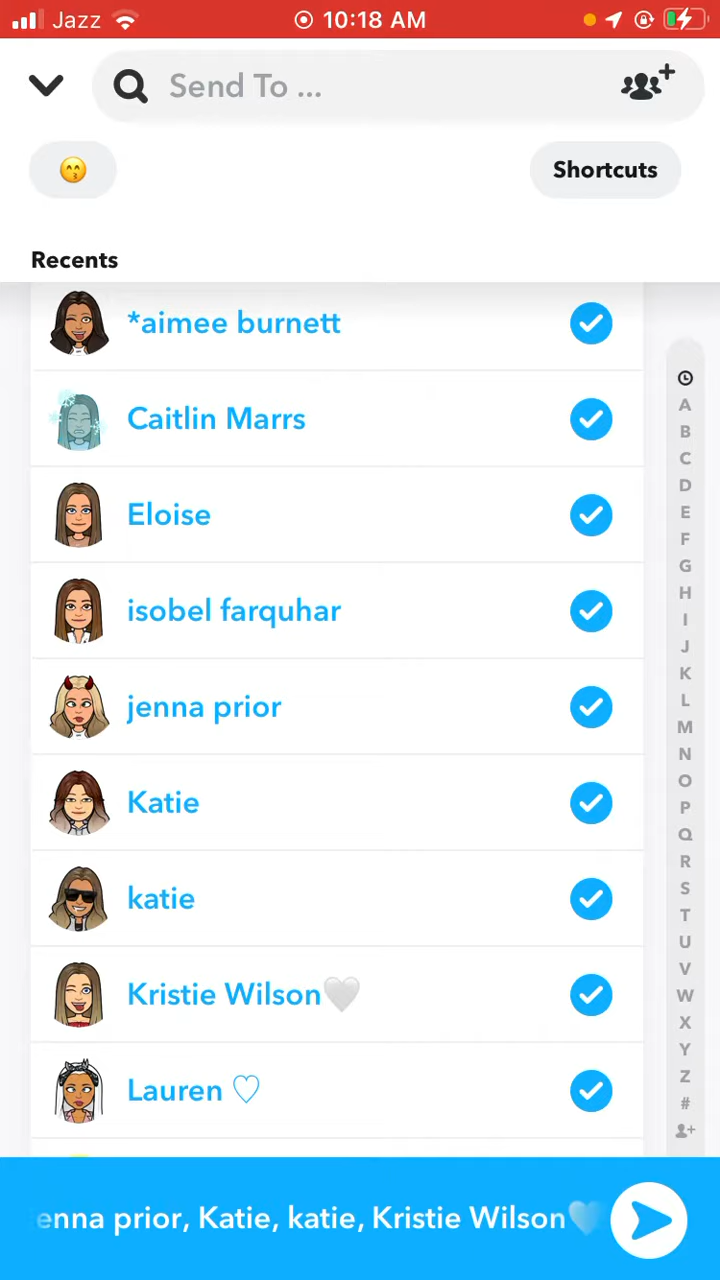 Jazz 10:18 AM
Send To ...
😙 Shortcuts
Recents
*aimee burnett
Caitlin Marrs
Eloise
isobel farquhar
jenna prior
Katie
katie
Kristie Wilson🤍
Lauren ♡
A
B
C
D
E
F
G
H
I
J
K
L
M
N
O
P
Q
R
S
T
U
V
W
X
Y
Z
#
enna prior, Katie, katie, Kristie Wilson🤍